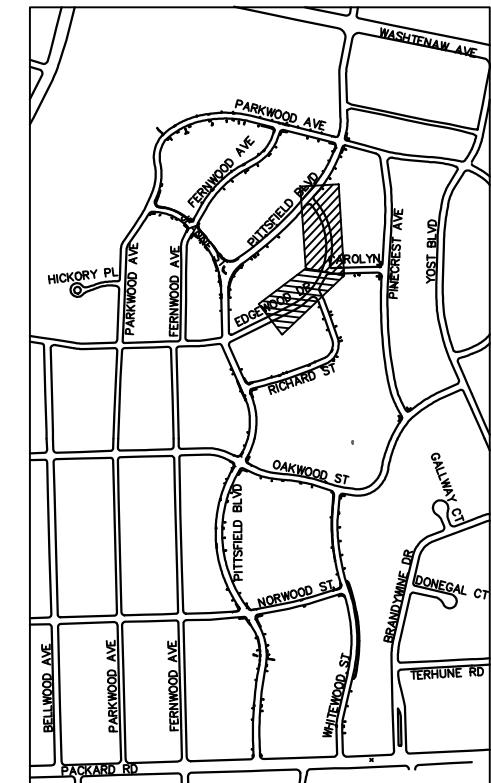 WASHTENAW AVE
PARKWOOD AVE
FERNWOOD AVE
PITTSFIELD BLVD
CAROLYN
PINECREST AVE
YOST BLVD
HICKORY PL
PARKWOOD AVE
FERNWOOD AVE
EDGEWOOD DR
RICHARD ST
OAKWOOD ST
GALLWAY CT
PITTSFIELD BLVD
BRANDYWINE DR
DONEGAL CT
NORWOOD ST
WHITEWOOD ST
TERHUNE RD
BELLWOOD AVE
PARKWOOD AVE
FERNWOOD AVE
PACKARD RD